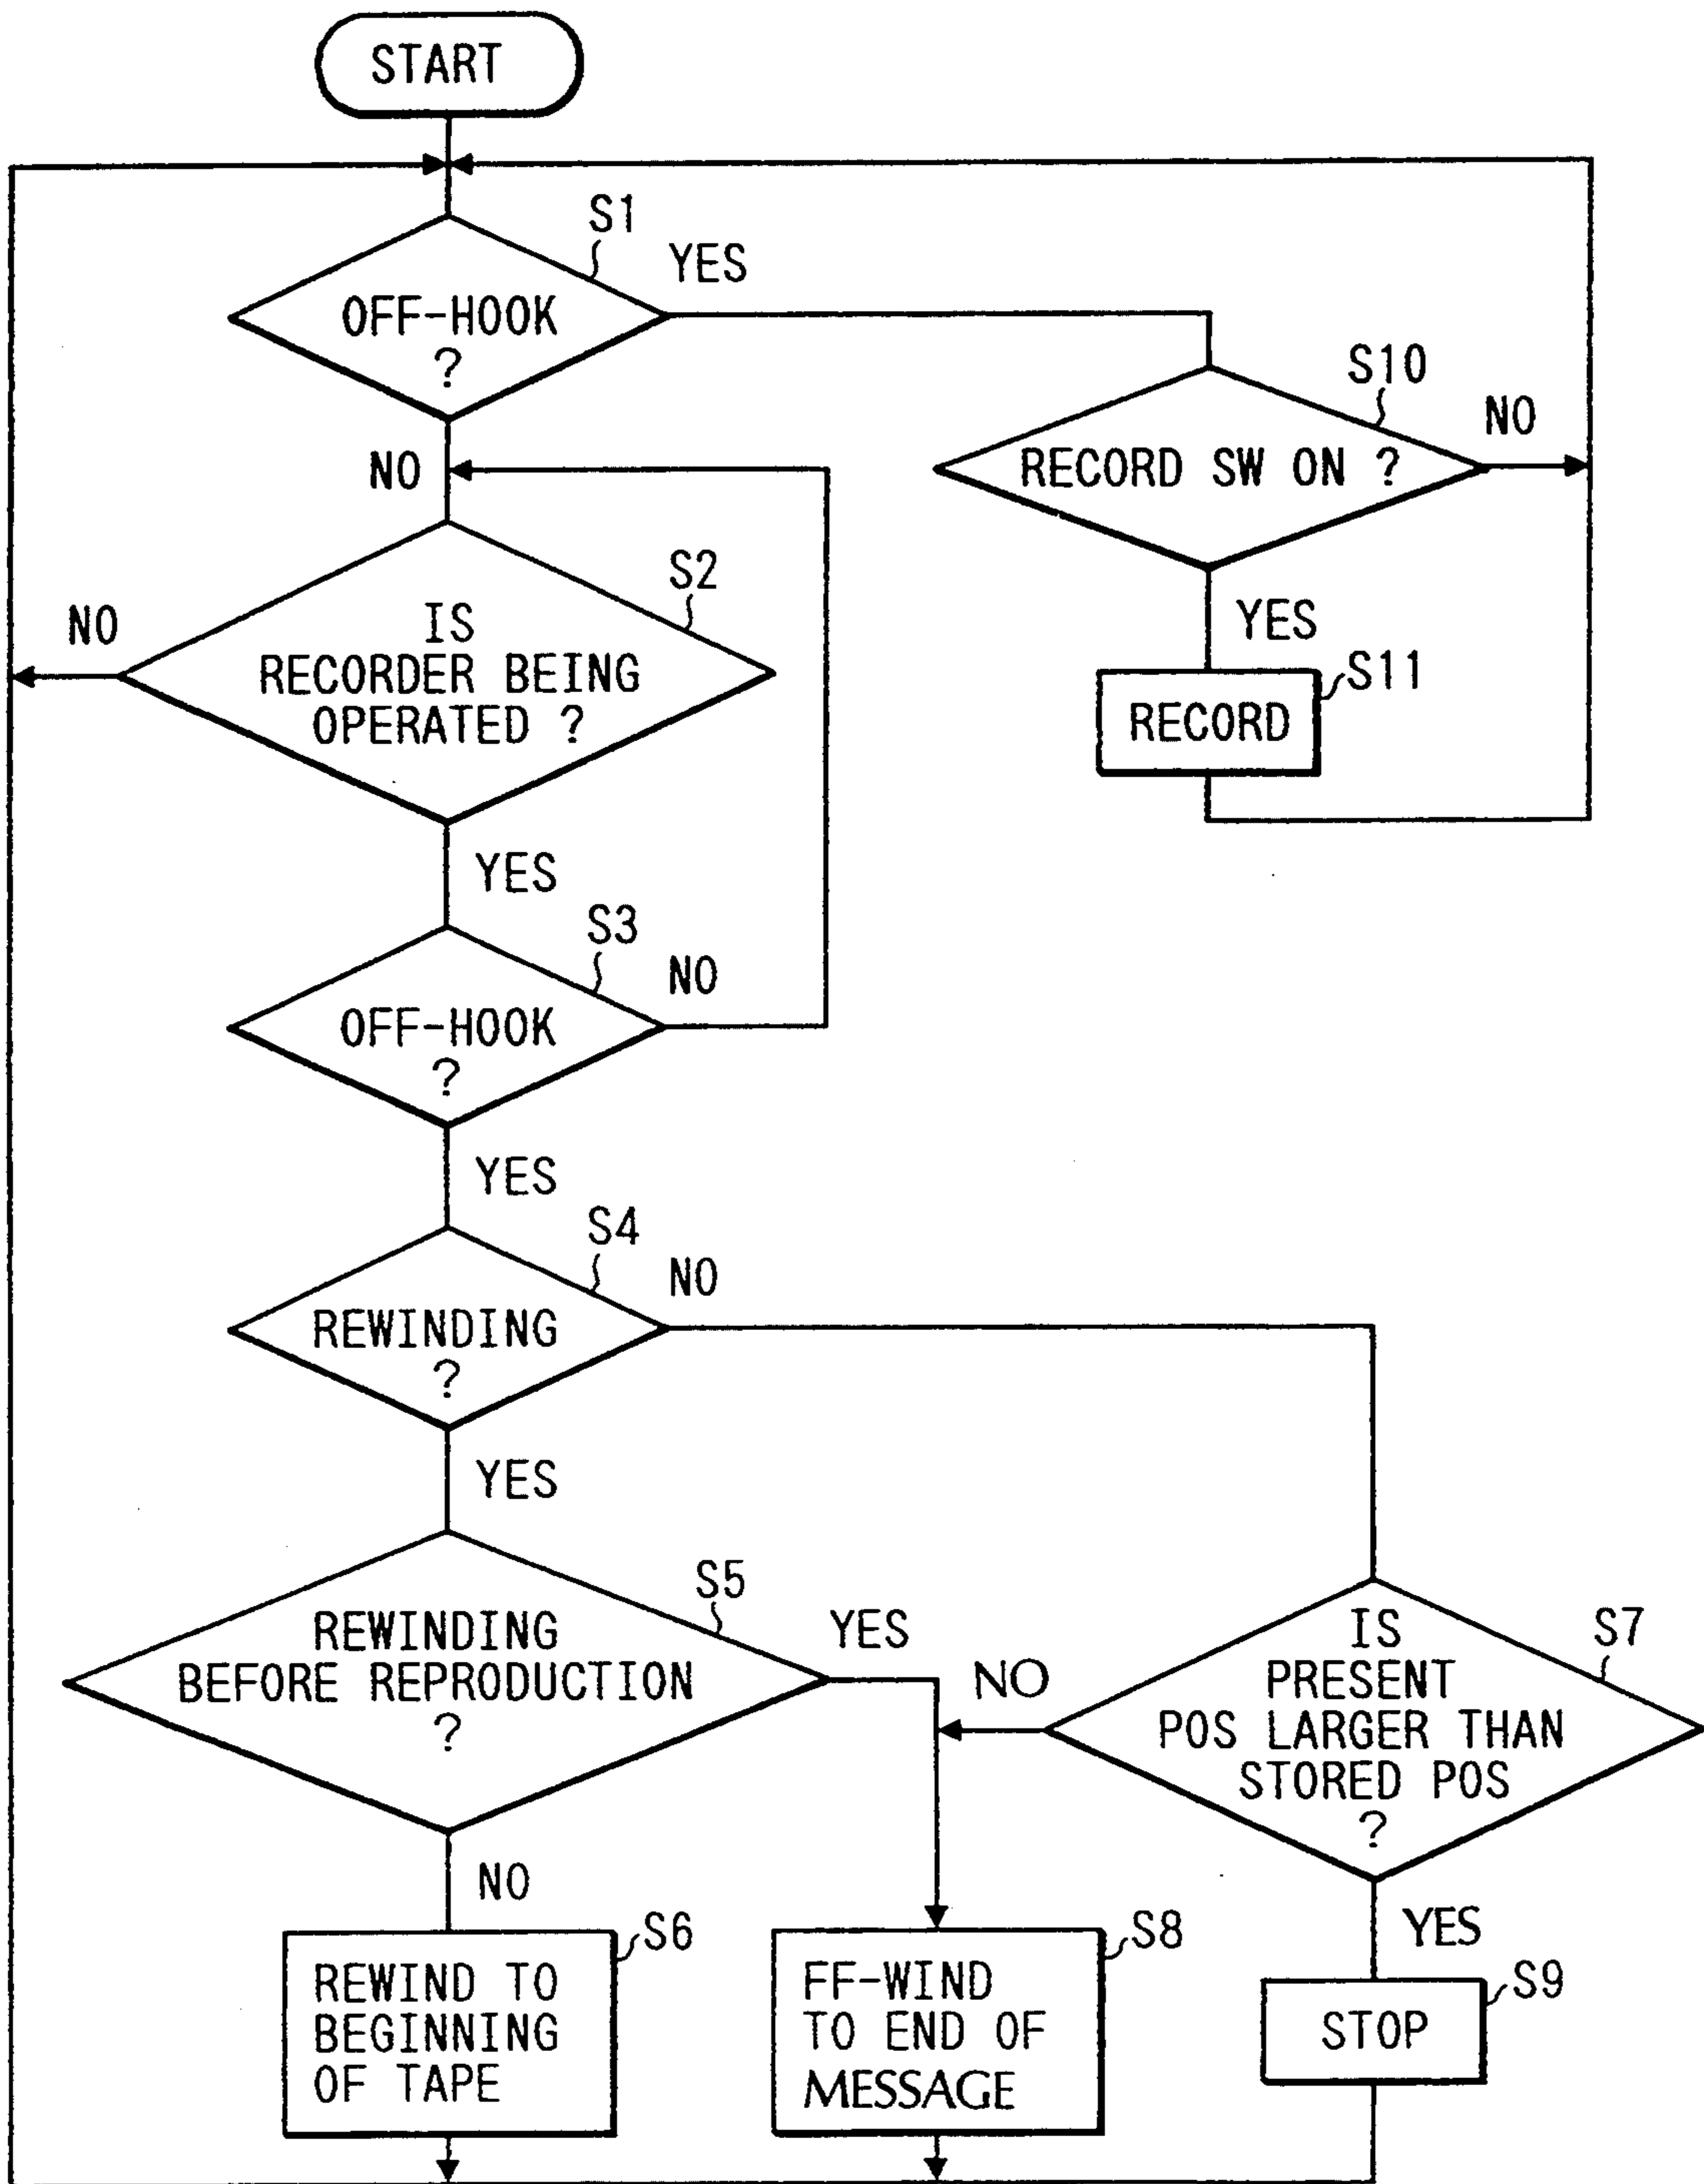 START
S1
YES
OFF-HOOK
?
S10
NO
RECORD SW ON ?
NO
S2
NO
IS
RECORDER BEING
OPERATED ?
YES
S11
RECORD
YES
S3
NO
OFF-HOOK
?
YES
S4
NO
REWINDING
?
YES
S5
YES
REWINDING
BEFORE REPRODUCTION
?
NO
S7
IS
PRESENT
POS LARGER THAN
STORED POS
?
NO
YES
S6
REWIND TO
BEGINNING
OF TAPE
S8
FF-WIND
TO END OF
MESSAGE
S9
STOP